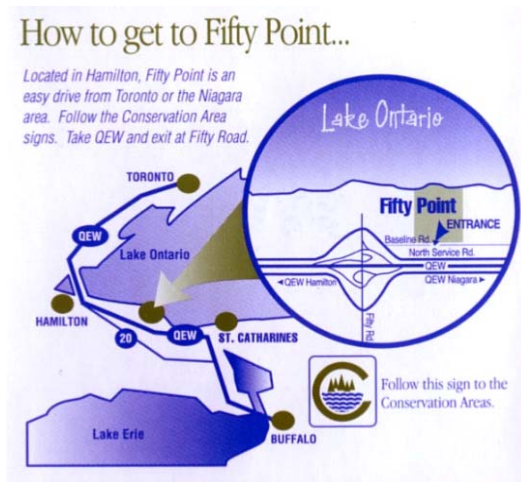 How to get to Fifty Point...
Located in Hamilton, Fifty Point is an
easy drive from Toronto or the Niagara
area. Follow the Conservation Area
signs. Take QEW and exit at Fifty Road.
Lake Ontario
TORONTO
Fifty Point
ENTRANCE
QEW
Baseline Rd.
North Service Rd.
Lake Ontario
QEW
QEW Hamilton
QEW Niagara
HAMILTON
20
QEW
ST. CATHARINES
Fifty Rd.
Follow this sign to the
Conservation Areas.
Lake Erie
BUFFALO